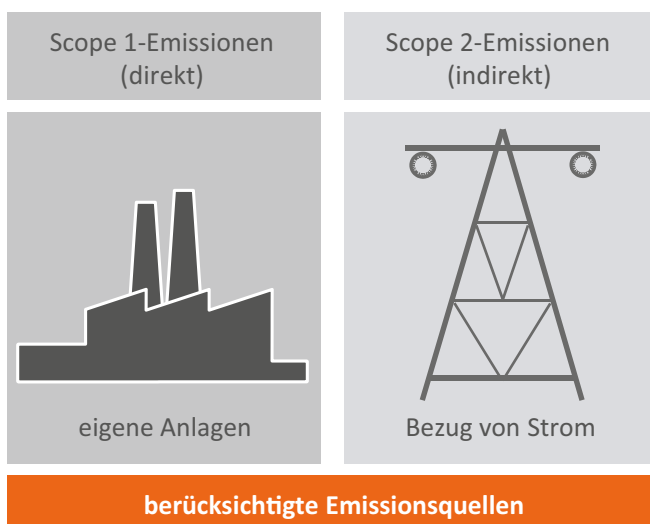 Scope 1-Emissionen
(direkt)
Scope 2-Emissionen
(indirekt)
eigene Anlagen
Bezug von Strom
berücksichtigte Emissionsquellen